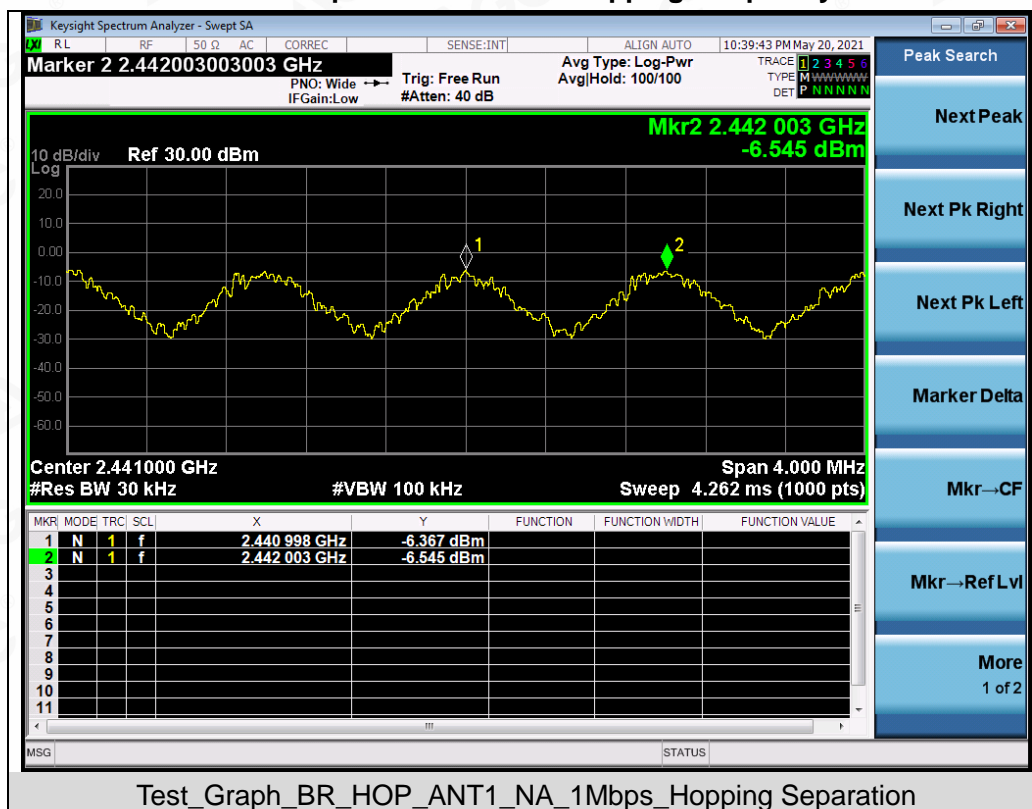 Keysight Spectrum Analyzer - Swept SA
LXI RL RF 50 Ω AC CORREC SENSE:INT ALIGN AUTO 10:39:43 PM May 20, 2021
Marker 2 2.442003003003 GHz
PNO: Wide
IFGain:Low
Trig: Free Run
#Atten: 40 dB
Avg Type: Log-Pwr
Avg|Hold: 100/100
TRACE 1 2 3 4 5 6
TYPE M WWWWW
DET P N N N N N
Mkr2 2.442 003 GHz
-6.545 dBm
10 dB/div Ref 30.00 dBm
Log
20.0
10.0
0.00
-10.0
-20.0
-30.0
-40.0
-50.0
-60.0
1
2
Center 2.441000 GHz Span 4.000 MHz
#Res BW 30 kHz #VBW 100 kHz Sweep 4.262 ms (1000 pts)
MKR MODE TRC SCL X Y FUNCTION FUNCTION WIDTH FUNCTION VALUE
1 N 1 f 2.440 998 GHz -6.367 dBm
2 N 1 f 2.442 003 GHz -6.545 dBm
3
4
5
6
7
8
9
10
11
MSG STATUS
Peak Search
Next Peak
Next Pk Right
Next Pk Left
Marker Delta
Mkr→CF
Mkr→Ref Lvl
More
1 of 2
Test_Graph_BR_HOP_ANT1_NA_1Mbps_Hopping Separation